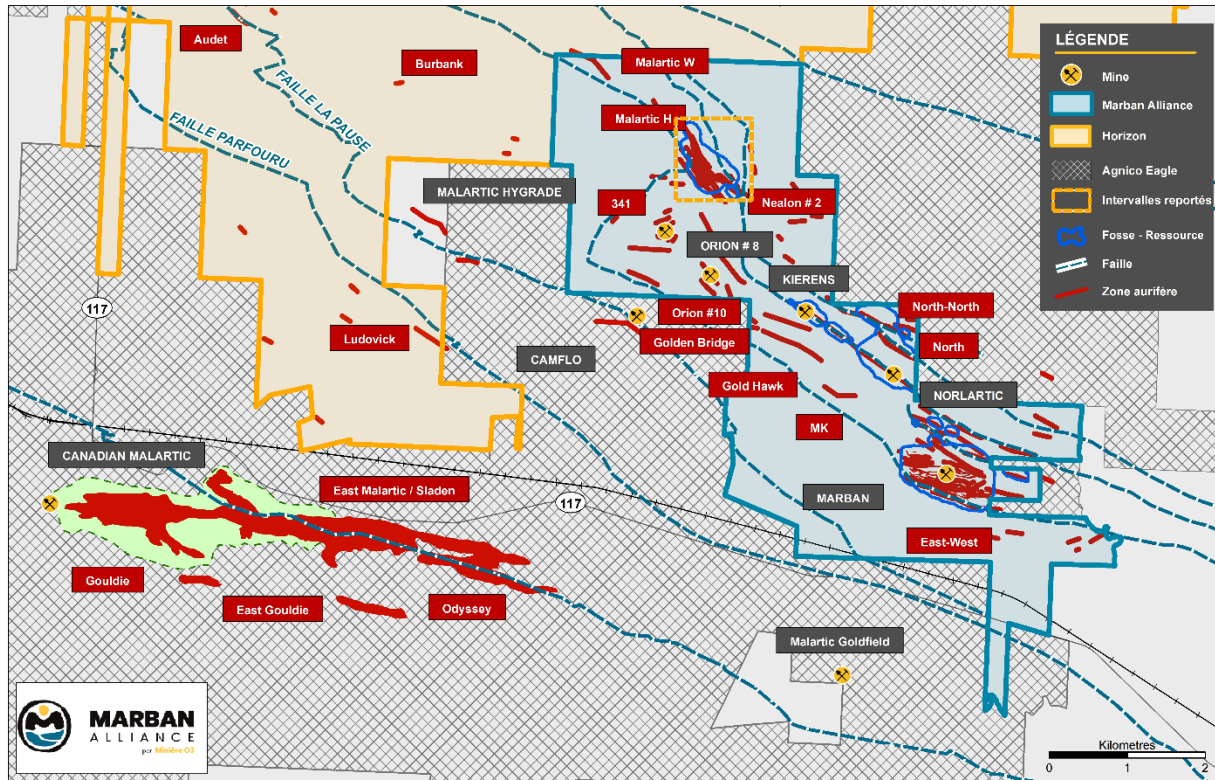 Audet
Burbank
Malartic W
FAILLE LA PAUSE
FAILLE PARFOURU
Malartic H
MALARTIC HYGRADE
341
Nealon # 2
ORION # 8
KIERENS
117
Orion #10
North-North
Ludovick
Golden Bridge
North
CAMFLO
Gold Hawk
NORLARTIC
MK
CANADIAN MALARTIC
East Malartic / Sladen
117
MARBAN
East-West
Gouldie
East Gouldie
Odyssey
Malartic Goldfield
LÉGENDE
Mine
Marban Alliance
Horizon
Agnico Eagle
Intervalles reportés
Fosse - Ressource
Faille
Zone aurifère
MARBAN
ALLIANCE
par Minière O3
Kilometres
0 1 2